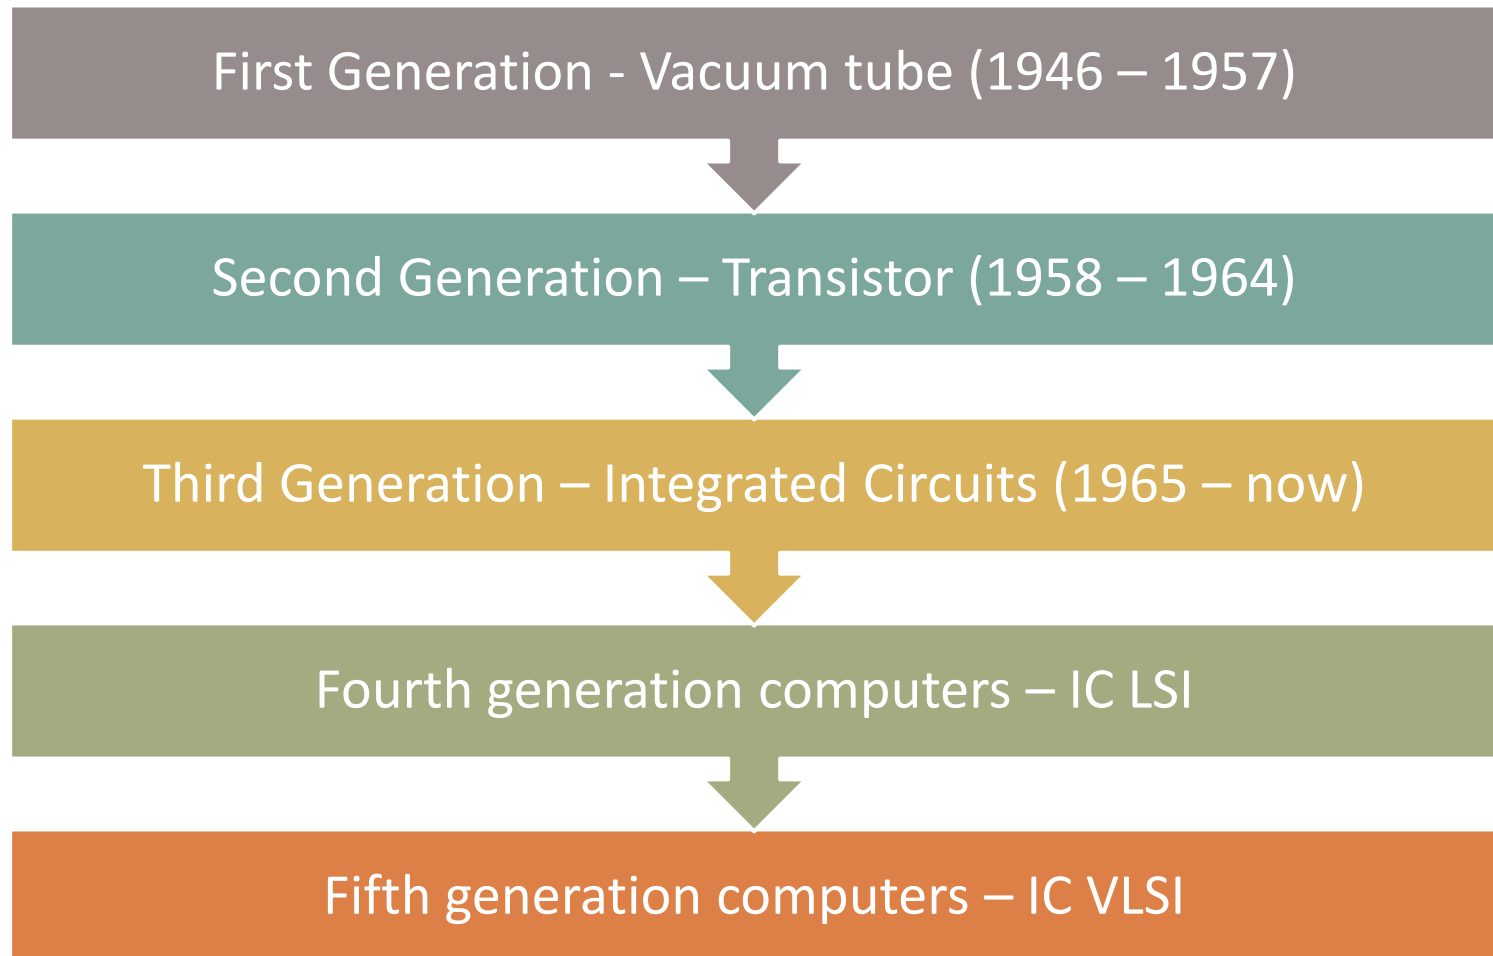 First Generation - Vacuum tube (1946 – 1957)
Second Generation – Transistor (1958 – 1964)
Third Generation – Integrated Circuits (1965 – now)
Fourth generation computers – IC LSI
Fifth generation computers – IC VLSI